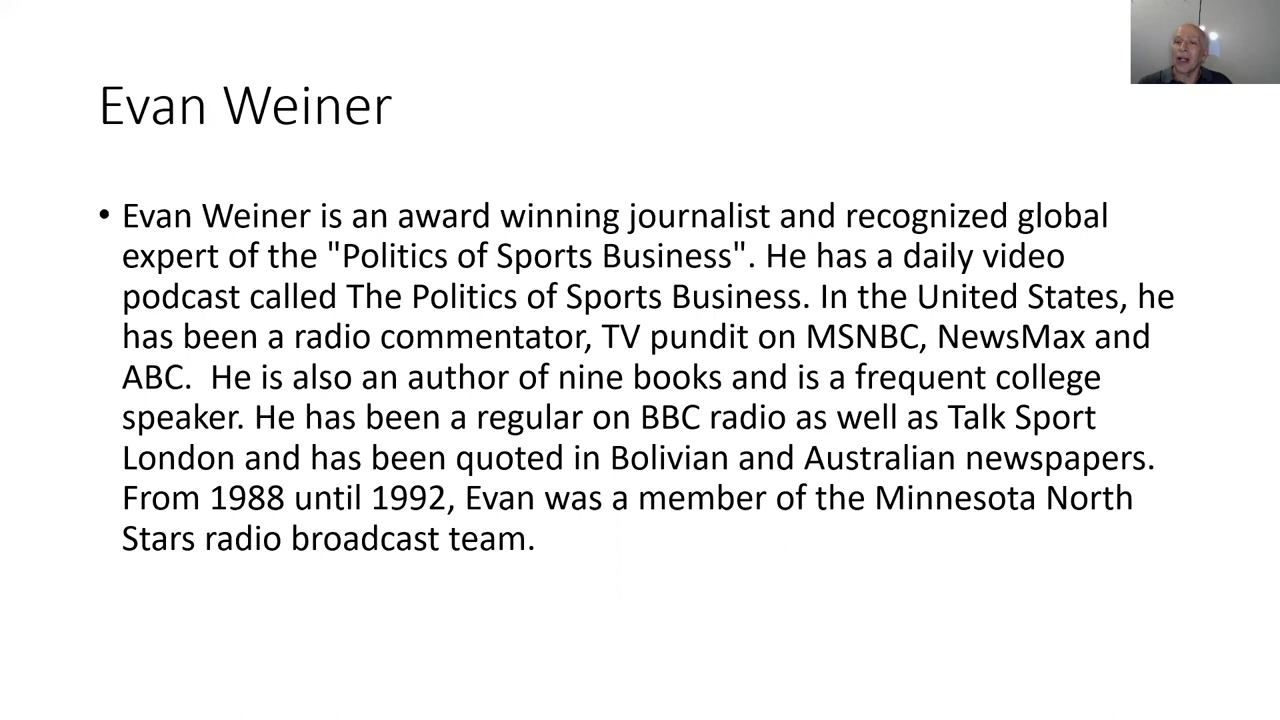 Evan Weiner
• Evan Weiner is an award winning journalist and recognized global
expert of the "Politics of Sports Business". He has a daily video
podcast called The Politics of Sports Business. In the United States, he
has been a radio commentator, TV pundit on MSNBC, NewsMax and
ABC.  He is also an author of nine books and is a frequent college
speaker. He has been a regular on BBC radio as well as Talk Sport
London and has been quoted in Bolivian and Australian newspapers.
From 1988 until 1992, Evan was a member of the Minnesota North
Stars radio broadcast team.